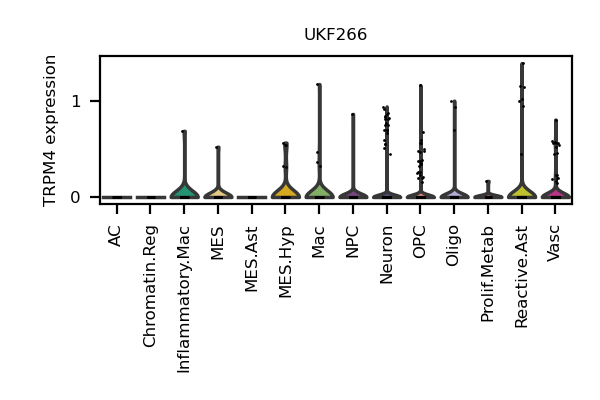 UKF266
TRPM4 expression
1
0
AC
Chromatin.Reg
Inflammatory.Mac
MES
MES.Ast
MES.Hyp
Mac
NPC
Neuron
OPC
Oligo
Prolif.Metab
Reactive.Ast
Vasc